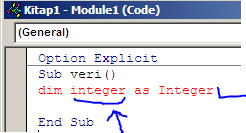 Kitap1 - Module1 (Code)
(General)
Option Explicit
Sub veri()
dim integer as Integer
End Sub